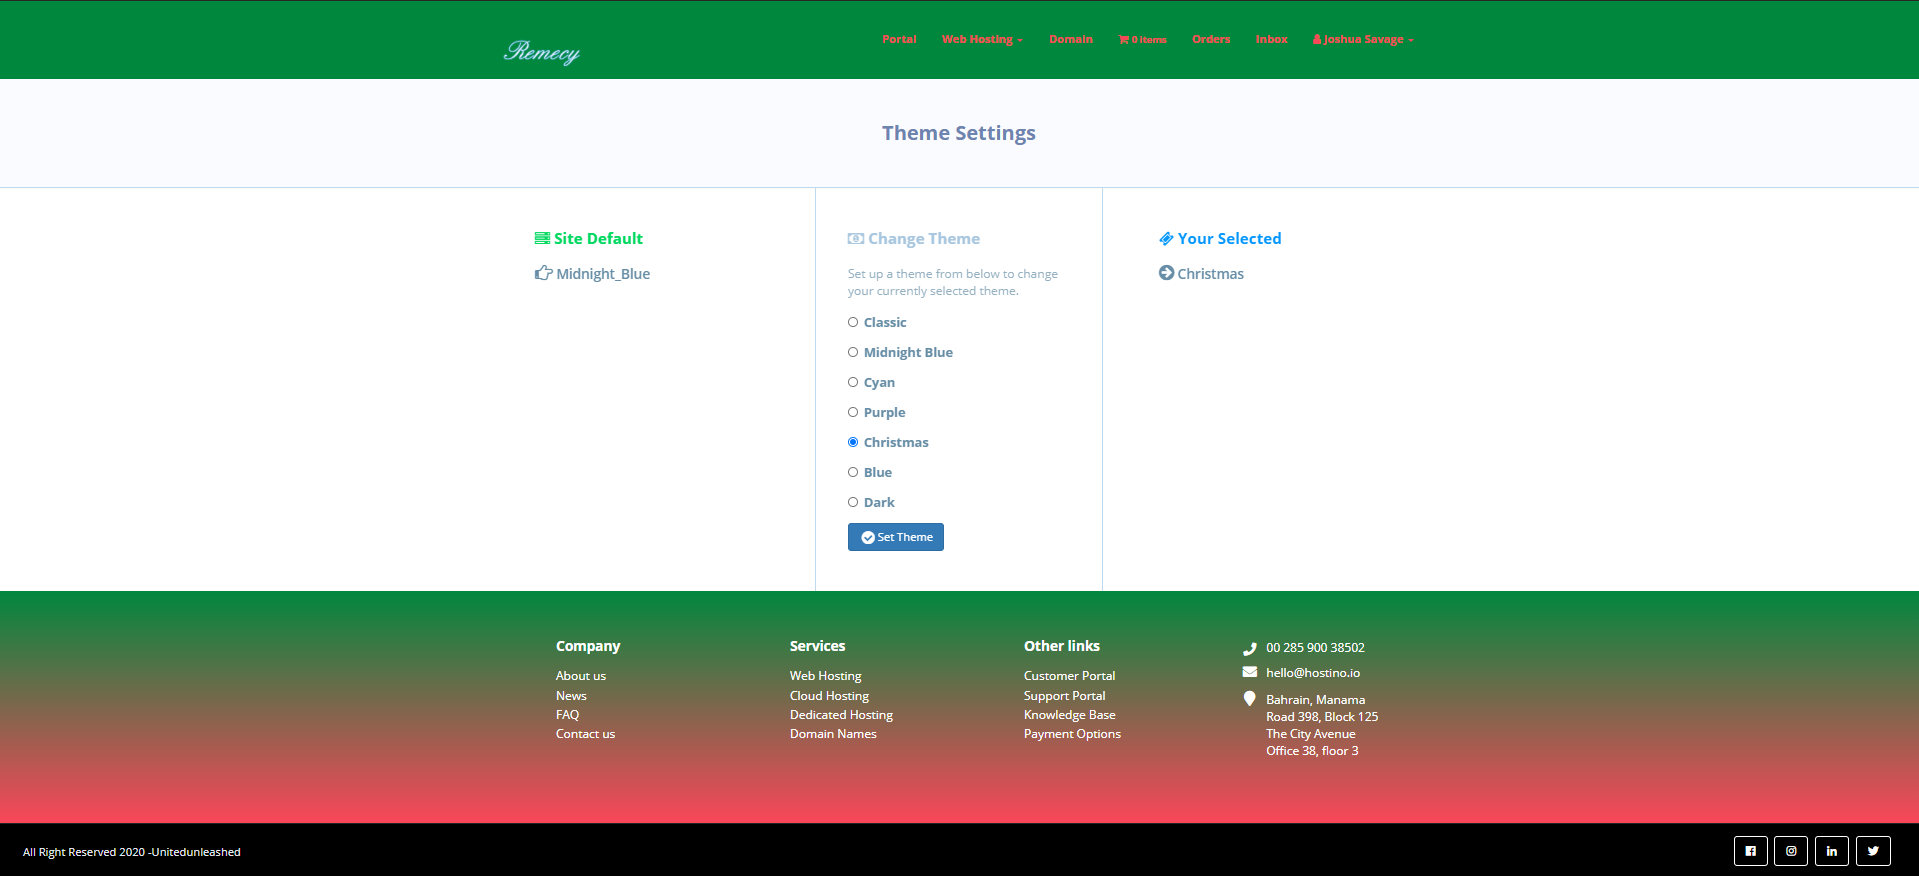 Remecy
Portal
Web Hosting
Domain
0 Items
Orders
Inbox
Joshua Savage
Theme Settings
Site Default
Midnight_Blue
Change Theme
Set up a theme from below to change
your currently selected theme.
Classic
Midnight Blue
Cyan
Purple
Christmas
Blue
Dark
Set Theme
Your Selected
Christmas
Company
About us
News
FAQ
Contact us
Services
Web Hosting
Cloud Hosting
Dedicated Hosting
Domain Names
Other links
Customer Portal
Support Portal
Knowledge Base
Payment Options
00 285 900 38502
hello@hostino.io
Bahrain, Manama
Road 398, Block 125
The City Avenue
Office 38, floor 3
All Right Reserved 2020 -Unitedunleashed